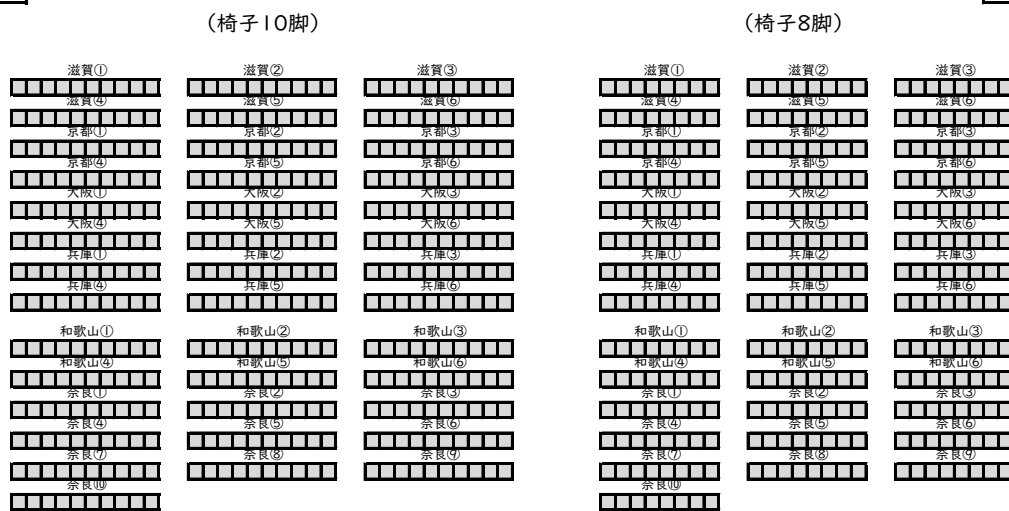 （椅子10脚）　（椅子8脚）
滋賀① 滋賀② 滋賀③ 滋賀① 滋賀② 滋賀③
滋賀④ 滋賀⑤ 滋賀⑥ 滋賀④ 滋賀⑤ 滋賀⑥
京都① 京都② 京都③ 京都① 京都② 京都③
京都④ 京都⑤ 京都⑥ 京都④ 京都⑤ 京都⑥
大阪① 大阪② 大阪③ 大阪① 大阪② 大阪③
大阪④ 大阪⑤ 大阪⑥ 大阪④ 大阪⑤ 大阪⑥
兵庫① 兵庫② 兵庫③ 兵庫① 兵庫② 兵庫③
兵庫④ 兵庫⑤ 兵庫⑥ 兵庫④ 兵庫⑤ 兵庫⑥
和歌山① 和歌山② 和歌山③ 和歌山① 和歌山② 和歌山③
和歌山④ 和歌山⑤ 和歌山⑥ 和歌山④ 和歌山⑤ 和歌山⑥
奈良① 奈良② 奈良③ 奈良① 奈良② 奈良③
奈良④ 奈良⑤ 奈良⑥ 奈良④ 奈良⑤ 奈良⑥
奈良⑦ 奈良⑧ 奈良⑨ 奈良⑦ 奈良⑧ 奈良⑨
奈良⑩ 奈良⑩